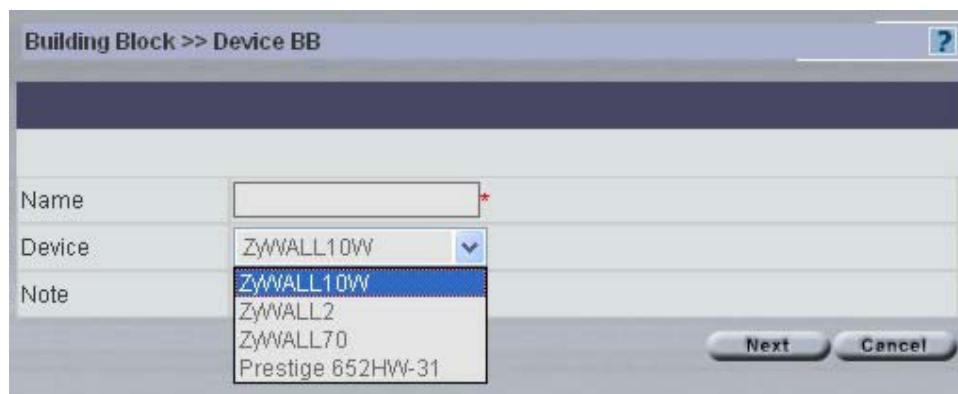 Building Block >> Device BB ?
Name *
Device ZyWALL10W
ZyWALL10W
Note
ZyWALL2
ZyWALL70
Prestige 652HW-31
Next Cancel